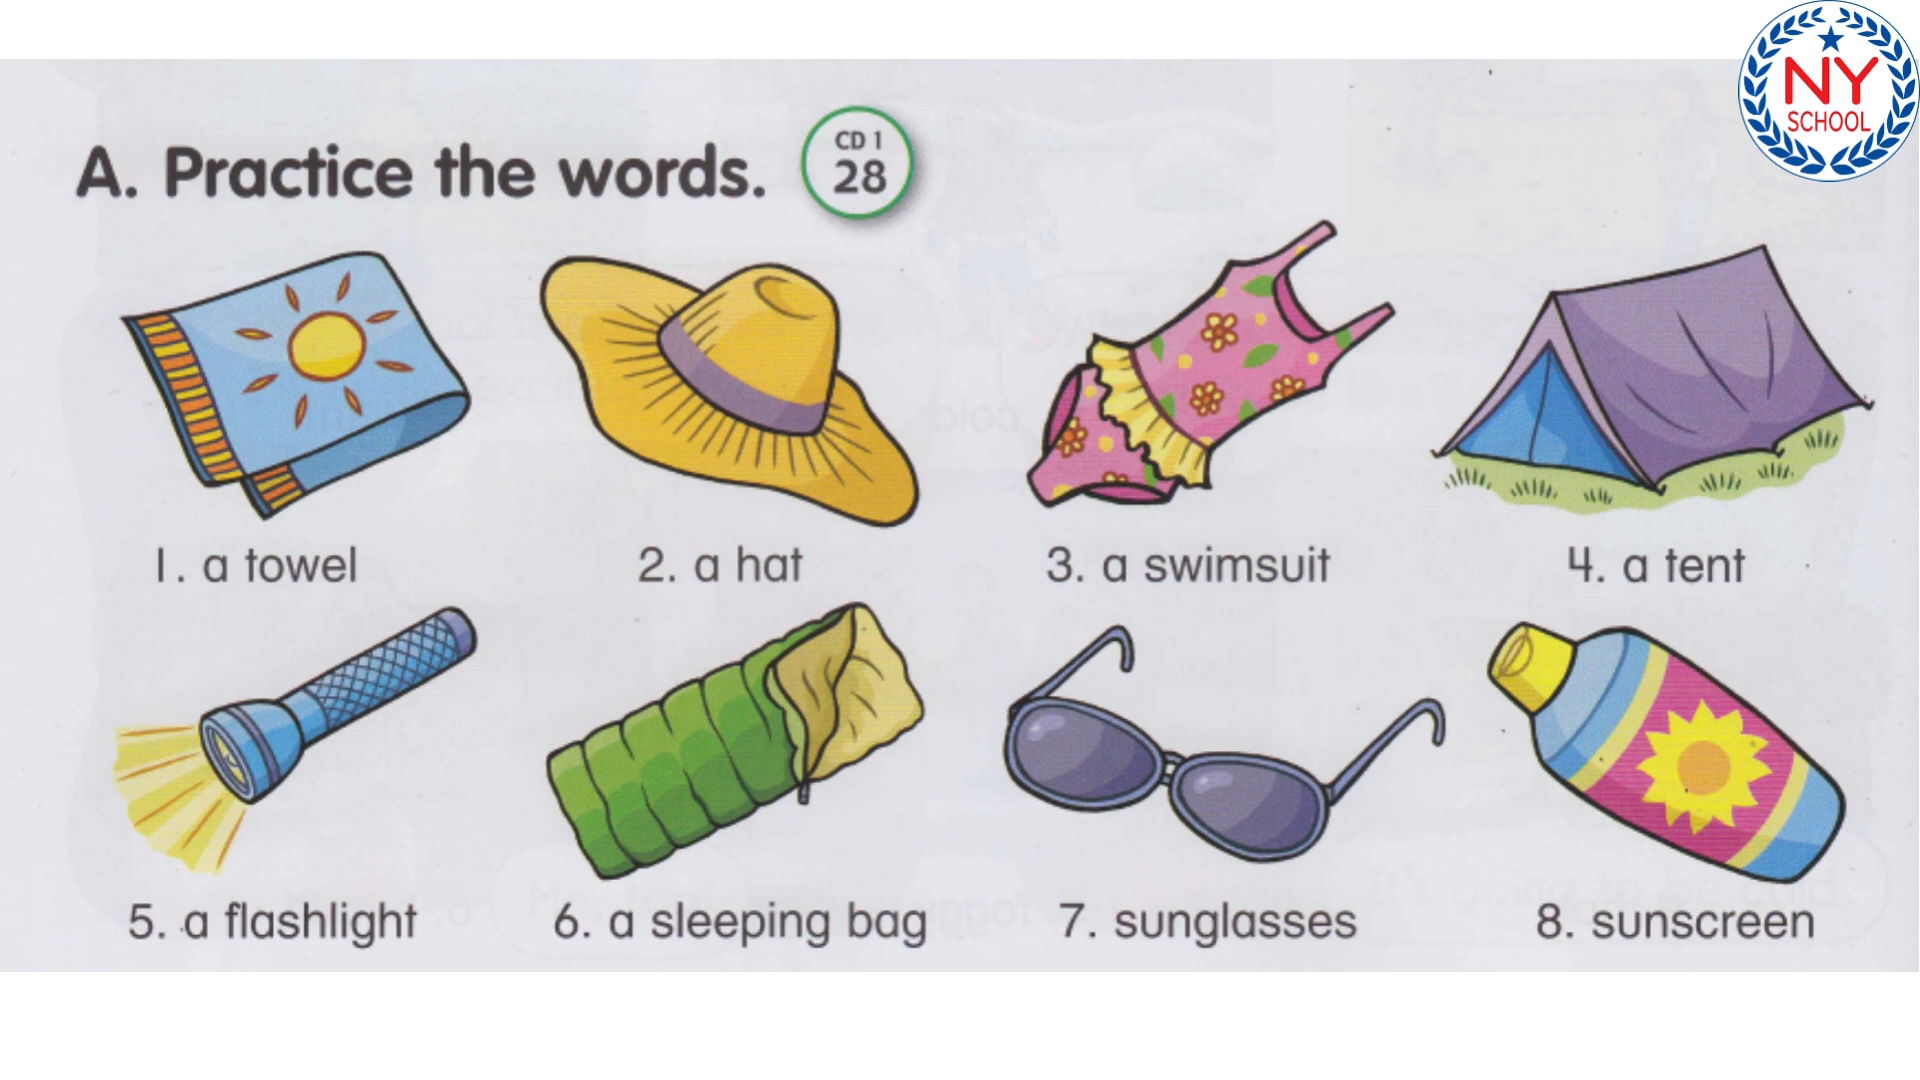 NY
SCHOOL
A. Practice the words.
CD 1
28
1. a towel
2. a hat
3. a swimsuit
4. a tent
5. a flashlight
6. a sleeping bag
7. sunglasses
8. sunscreen